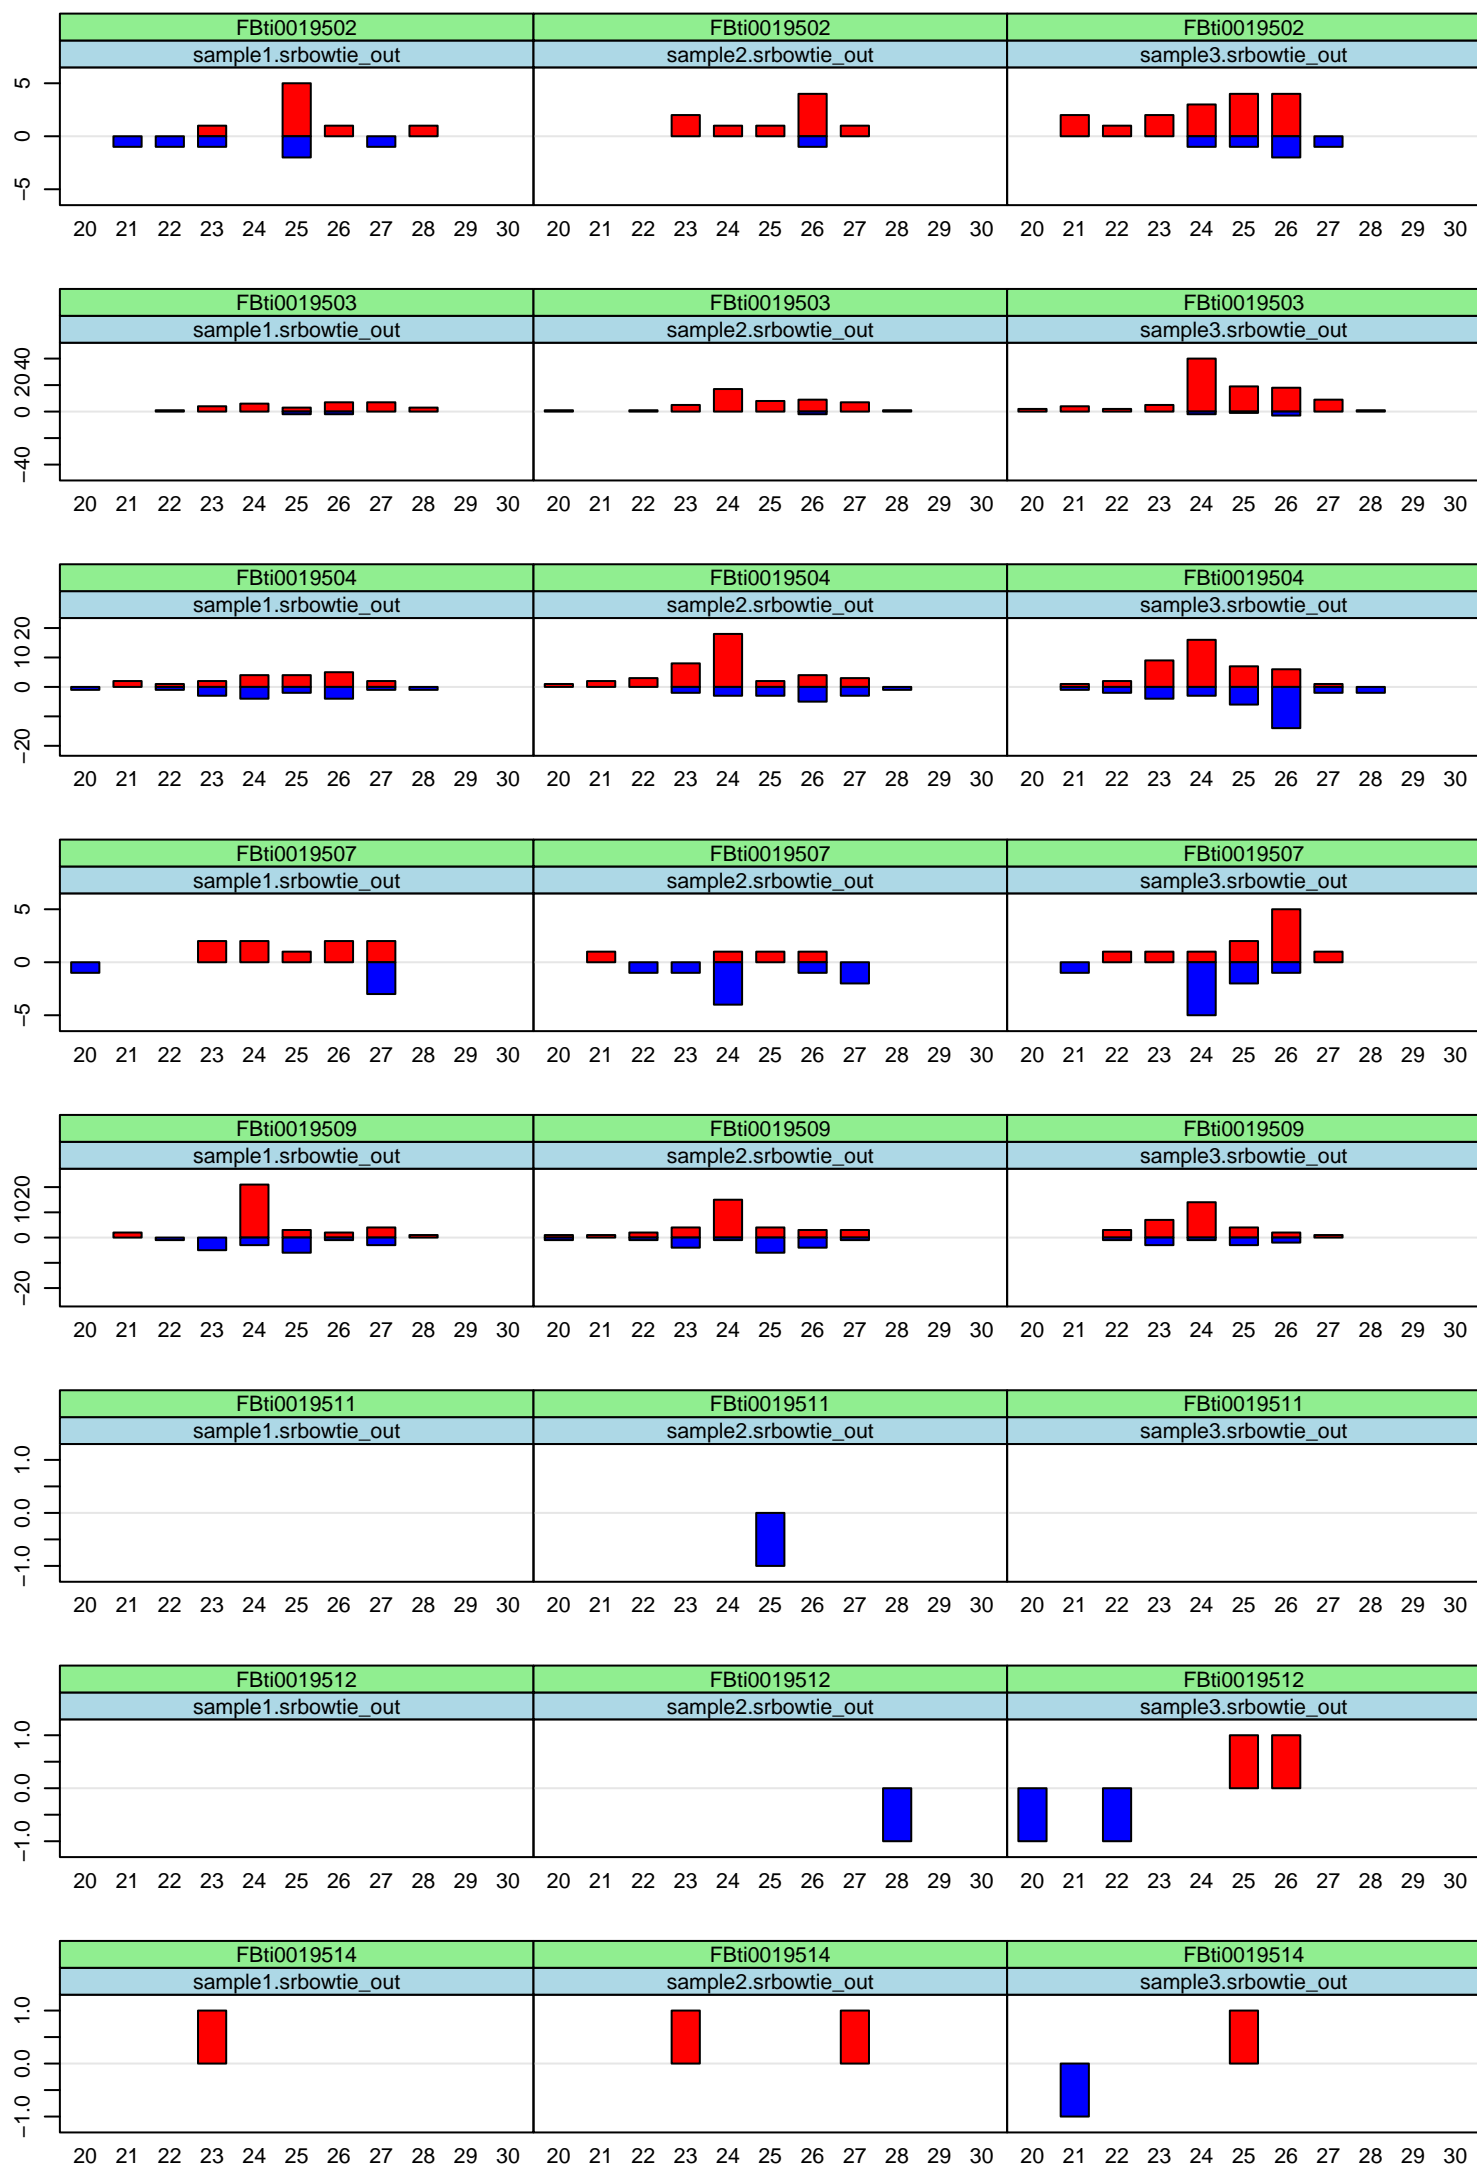 FBti0019502 FBti0019502 FBti0019502
sample1.srbowtie_out sample2.srbowtie_out sample3.srbowtie_out
5
0
−5
20 21 22 23 24 25 26 27 28 29 30 20 21 22 23 24 25 26 27 28 29 30 20 21 22 23 24 25 26 27 28 29 30
FBti0019503 FBti0019503 FBti0019503
sample1.srbowtie_out sample2.srbowtie_out sample3.srbowtie_out
40
20
0
−40
20 21 22 23 24 25 26 27 28 29 30 20 21 22 23 24 25 26 27 28 29 30 20 21 22 23 24 25 26 27 28 29 30
FBti0019504 FBti0019504 FBti0019504
sample1.srbowtie_out sample2.srbowtie_out sample3.srbowtie_out
20
10
0
−20
20 21 22 23 24 25 26 27 28 29 30 20 21 22 23 24 25 26 27 28 29 30 20 21 22 23 24 25 26 27 28 29 30
FBti0019507 FBti0019507 FBti0019507
sample1.srbowtie_out sample2.srbowtie_out sample3.srbowtie_out
5
0
−5
20 21 22 23 24 25 26 27 28 29 30 20 21 22 23 24 25 26 27 28 29 30 20 21 22 23 24 25 26 27 28 29 30
FBti0019509 FBti0019509 FBti0019509
sample1.srbowtie_out sample2.srbowtie_out sample3.srbowtie_out
20
10
0
−20
20 21 22 23 24 25 26 27 28 29 30 20 21 22 23 24 25 26 27 28 29 30 20 21 22 23 24 25 26 27 28 29 30
FBti0019511 FBti0019511 FBti0019511
sample1.srbowtie_out sample2.srbowtie_out sample3.srbowtie_out
1.0
0.0
−1.0
20 21 22 23 24 25 26 27 28 29 30 20 21 22 23 24 25 26 27 28 29 30 20 21 22 23 24 25 26 27 28 29 30
FBti0019512 FBti0019512 FBti0019512
sample1.srbowtie_out sample2.srbowtie_out sample3.srbowtie_out
1.0
0.0
−1.0
20 21 22 23 24 25 26 27 28 29 30 20 21 22 23 24 25 26 27 28 29 30 20 21 22 23 24 25 26 27 28 29 30
FBti0019514 FBti0019514 FBti0019514
sample1.srbowtie_out sample2.srbowtie_out sample3.srbowtie_out
1.0
0.0
−1.0
20 21 22 23 24 25 26 27 28 29 30 20 21 22 23 24 25 26 27 28 29 30 20 21 22 23 24 25 26 27 28 29 30